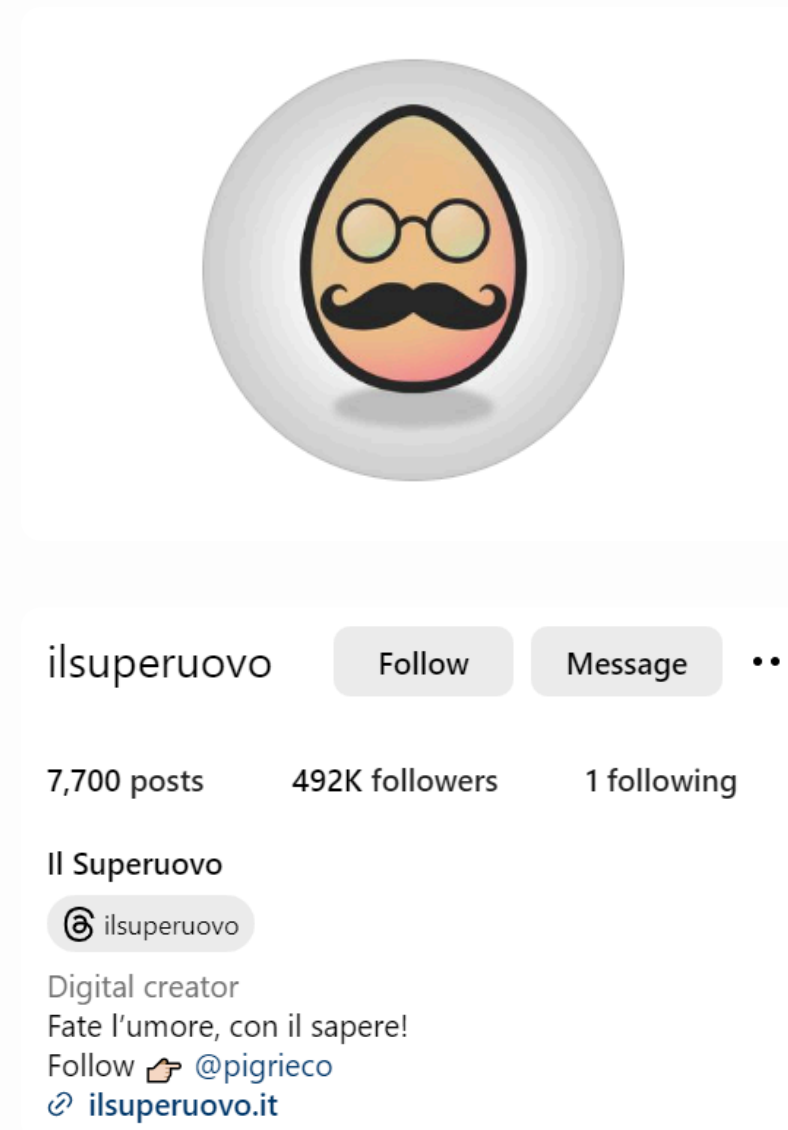 ilsuperuovo Follow Message
7,700 posts 492K followers 1 following
Il Superuovo
ilsuperuovo
Digital creator
Fate l’umore, con il sapere!
Follow 👉🏻 @pigrieco
ilsuperuovo.it